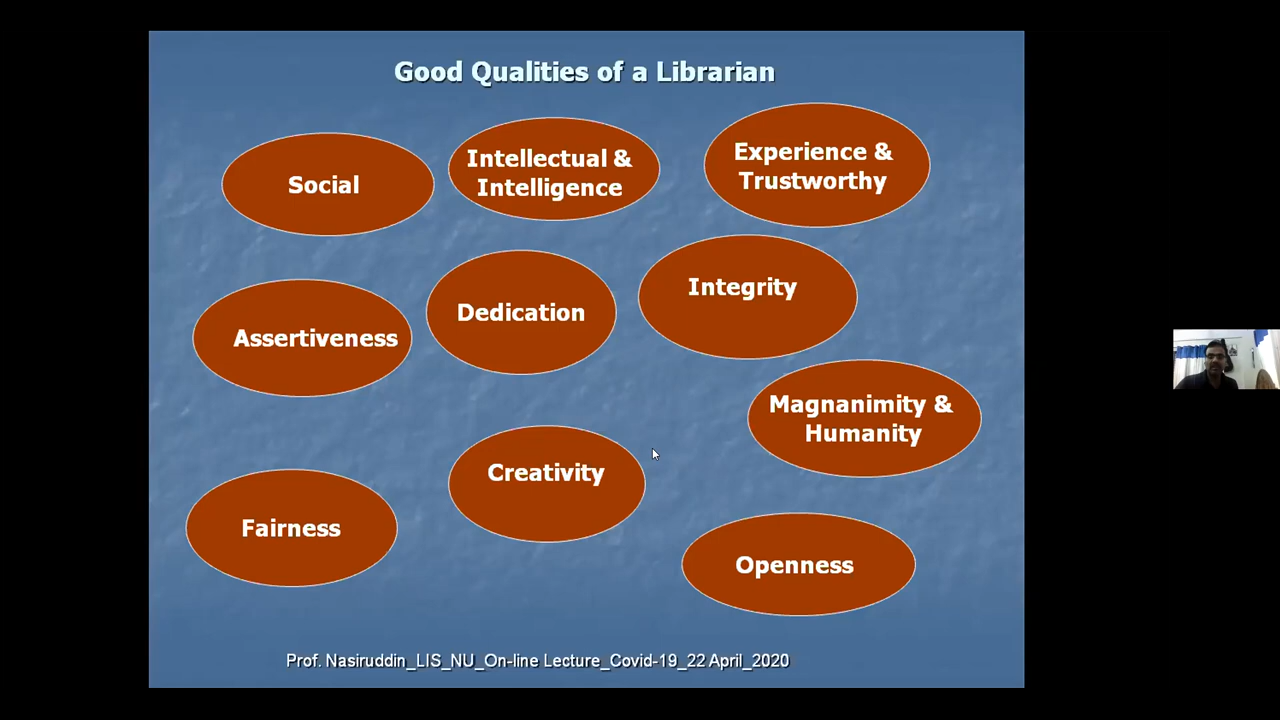 Good Qualities of a Librarian
Social
Intellectual &
Intelligence
Experience &
Trustworthy
Assertiveness
Dedication
Integrity
Magnanimity &
Humanity
Creativity
Fairness
Openness
Prof. Nasiruddin_LIS_NU_On-line Lecture_Covid-19_22 April_2020